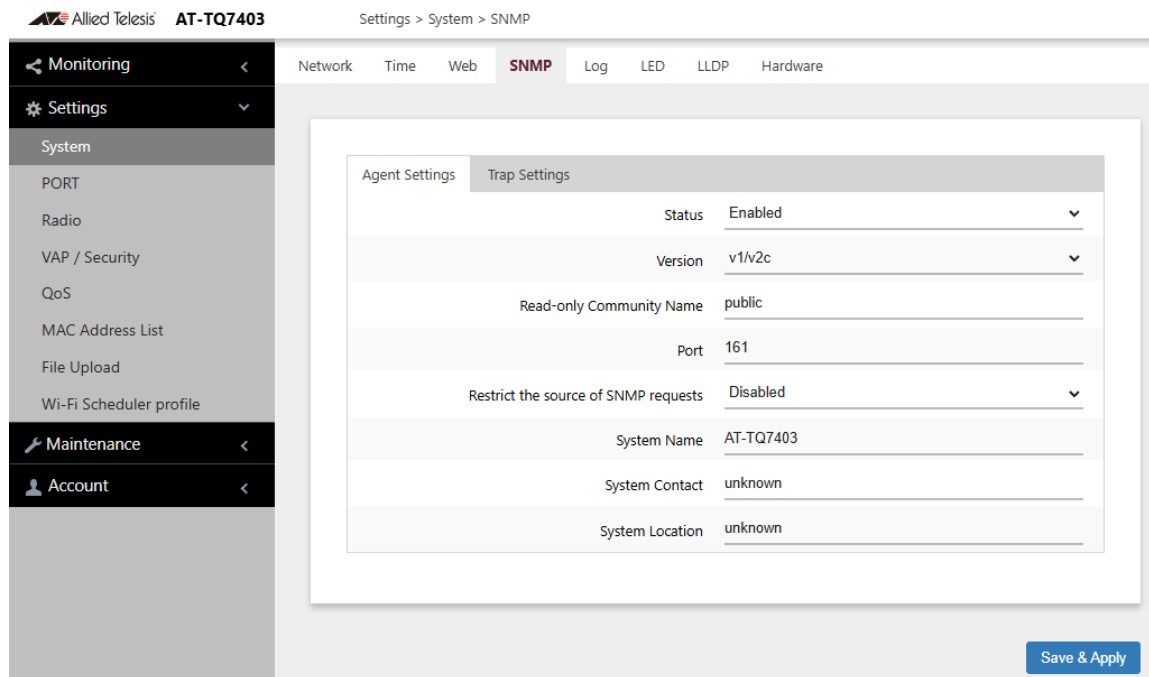 Allied Telesis AT-TQ7403 Settings > System > SNMP
Monitoring
Network Time Web SNMP Log LED LLDP Hardware
Settings
System
PORT
Radio
VAP / Security
QoS
MAC Address List
File Upload
Wi-Fi Scheduler profile
Maintenance
Account
Agent Settings Trap Settings
Status Enabled
Version v1/v2c
Read-only Community Name public
Port 161
Restrict the source of SNMP requests Disabled
System Name AT-TQ7403
System Contact unknown
System Location unknown
Save & Apply